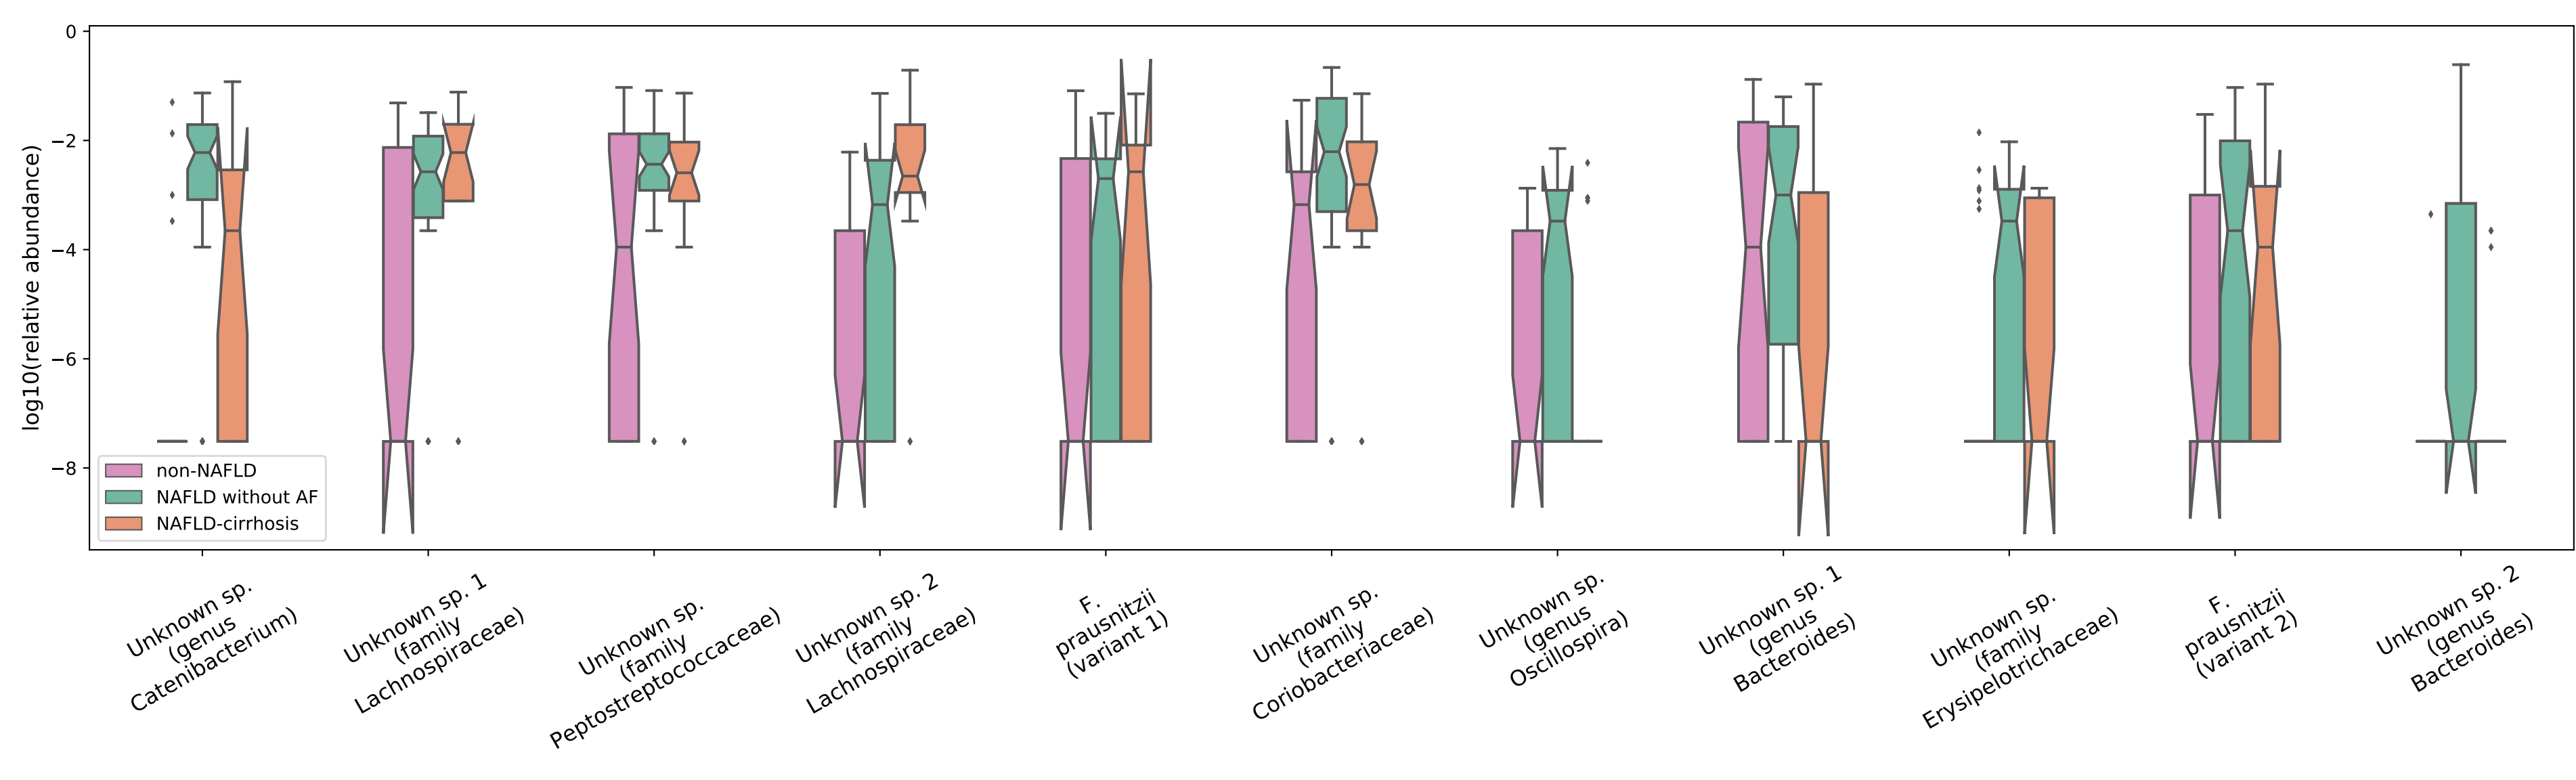 0
−2
−4
−6
−8
log10(relative abundance)
non-NAFLD
NAFLD without AF
NAFLD-cirrhosis
Unknown sp.
(genus
Catenibacterium)
Unknown sp. 1
(family
Lachnospiraceae)
Unknown sp.
(family
Peptostreptococcaceae)
Unknown sp. 2
(family
Lachnospiraceae)
F.
prausnitzii
(variant 1)
Unknown sp.
(family
Coriobacteriaceae)
Unknown sp.
(genus
Oscillospira)
Unknown sp. 1
(genus
Bacteroides)
Unknown sp.
(family
Erysipelotrichaceae)
F.
prausnitzii
(variant 2)
Unknown sp. 2
(genus
Bacteroides)